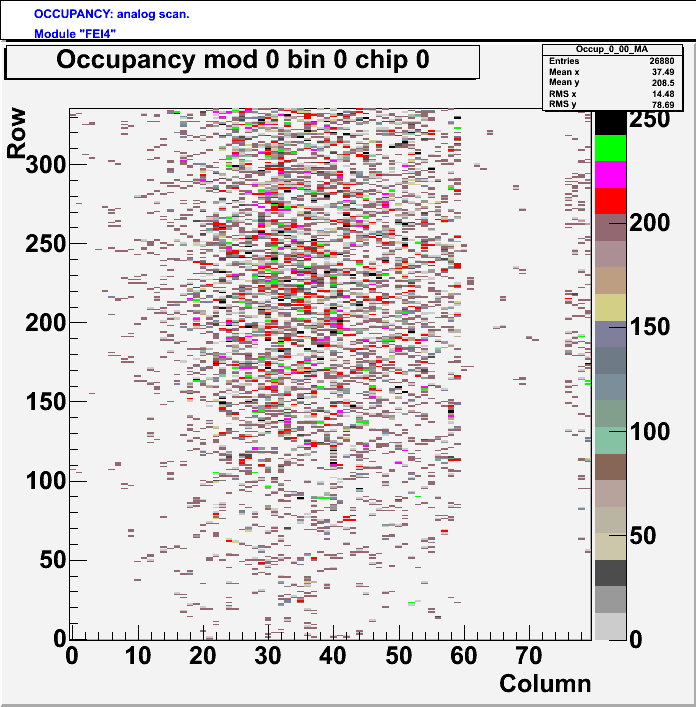 OCCUPANCY: analog scan.
Module "FEI4"
Occupancy mod 0 bin 0 chip 0
Occup_0_00_MA
Entries 26880
Mean x 37.49
Mean y 208.5
RMS x 14.48
RMS y 78.69
Row
300
250
200
150
100
50
0
0 10 20 30 40 50 60 70
Column
250
200
150
100
50
0